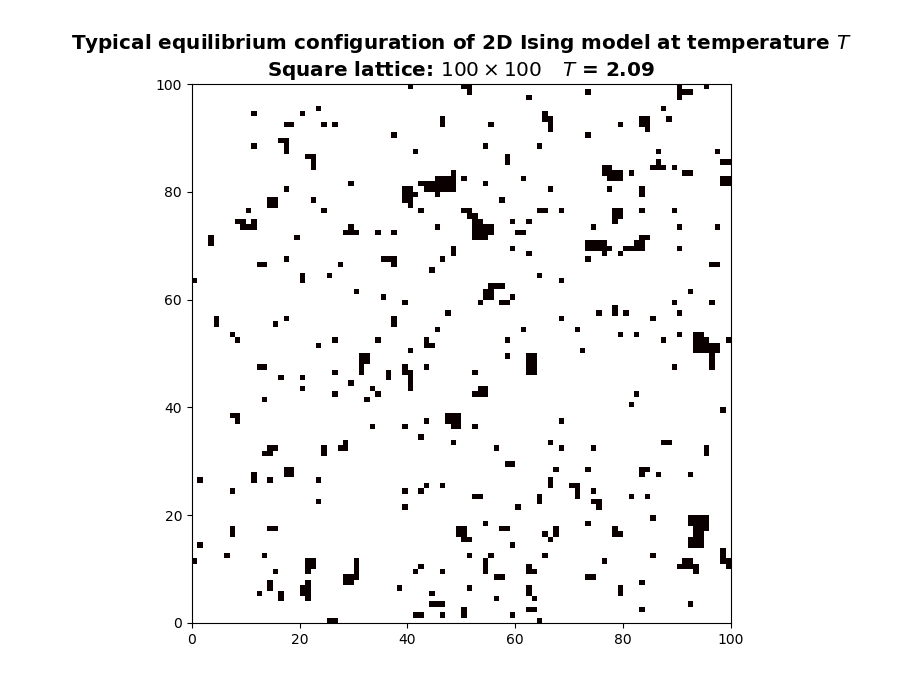 Typical equilibrium configuration of 2D Ising model at temperature T
Square lattice: 100 × 100 T = 2.09
100
80
60
40
20
0
0 20 40 60 80 100